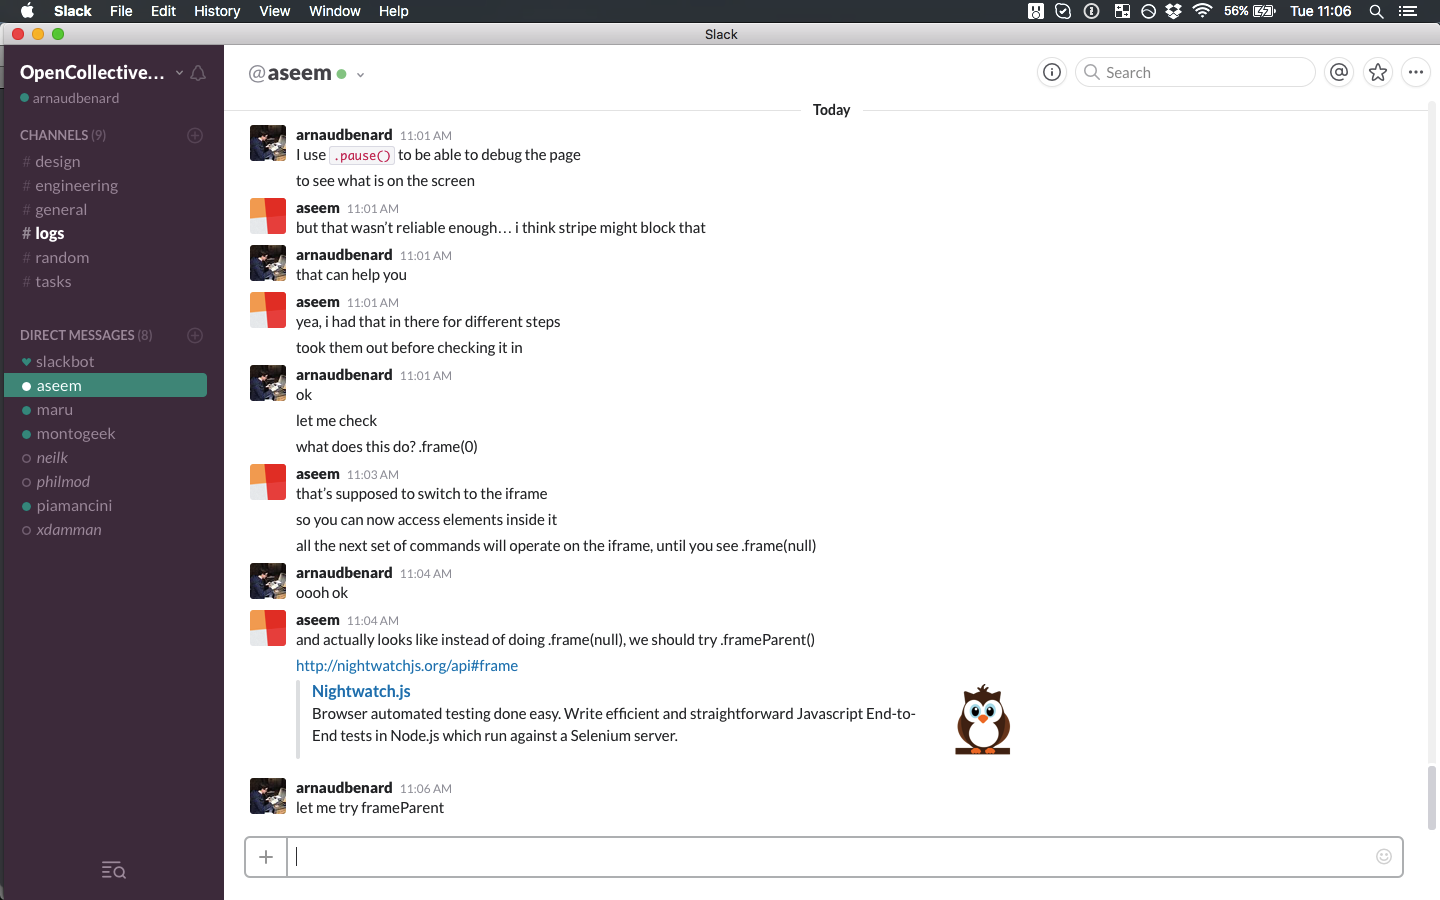 Slack File Edit History View Window Help 56% Tue 11:06
Slack
OpenCollective...
arnaudbenard
CHANNELS (9)
# design
# engineering
# general
# logs
# random
# tasks
DIRECT MESSAGES (8)
slackbot
aseem
maru
montogeek
neilk
philmod
piamancini
xdamman
@aseem
Search
Today
arnaudbenard 11:01 AM
I use .pause() to be able to debug the page
to see what is on the screen
aseem 11:01 AM
but that wasn't reliable enough... i think stripe might block that
arnaudbenard 11:01 AM
that can help you
aseem 11:01 AM
yea, i had that in there for different steps
took them out before checking it in
arnaudbenard 11:01 AM
ok
let me check
what does this do? .frame(0)
aseem 11:03 AM
that's supposed to switch to the iframe
so you can now access elements inside it
all the next set of commands will operate on the iframe, until you see .frame(null)
arnaudbenard 11:04 AM
oooh ok
aseem 11:04 AM
and actually looks like instead of doing .frame(null), we should try .frameParent()
http://nightwatchjs.org/api#frame
Nightwatch.js
Browser automated testing done easy. Write efficient and straightforward Javascript End-to-
End tests in Node.js which run against a Selenium server.
arnaudbenard 11:06 AM
let me try frameParent